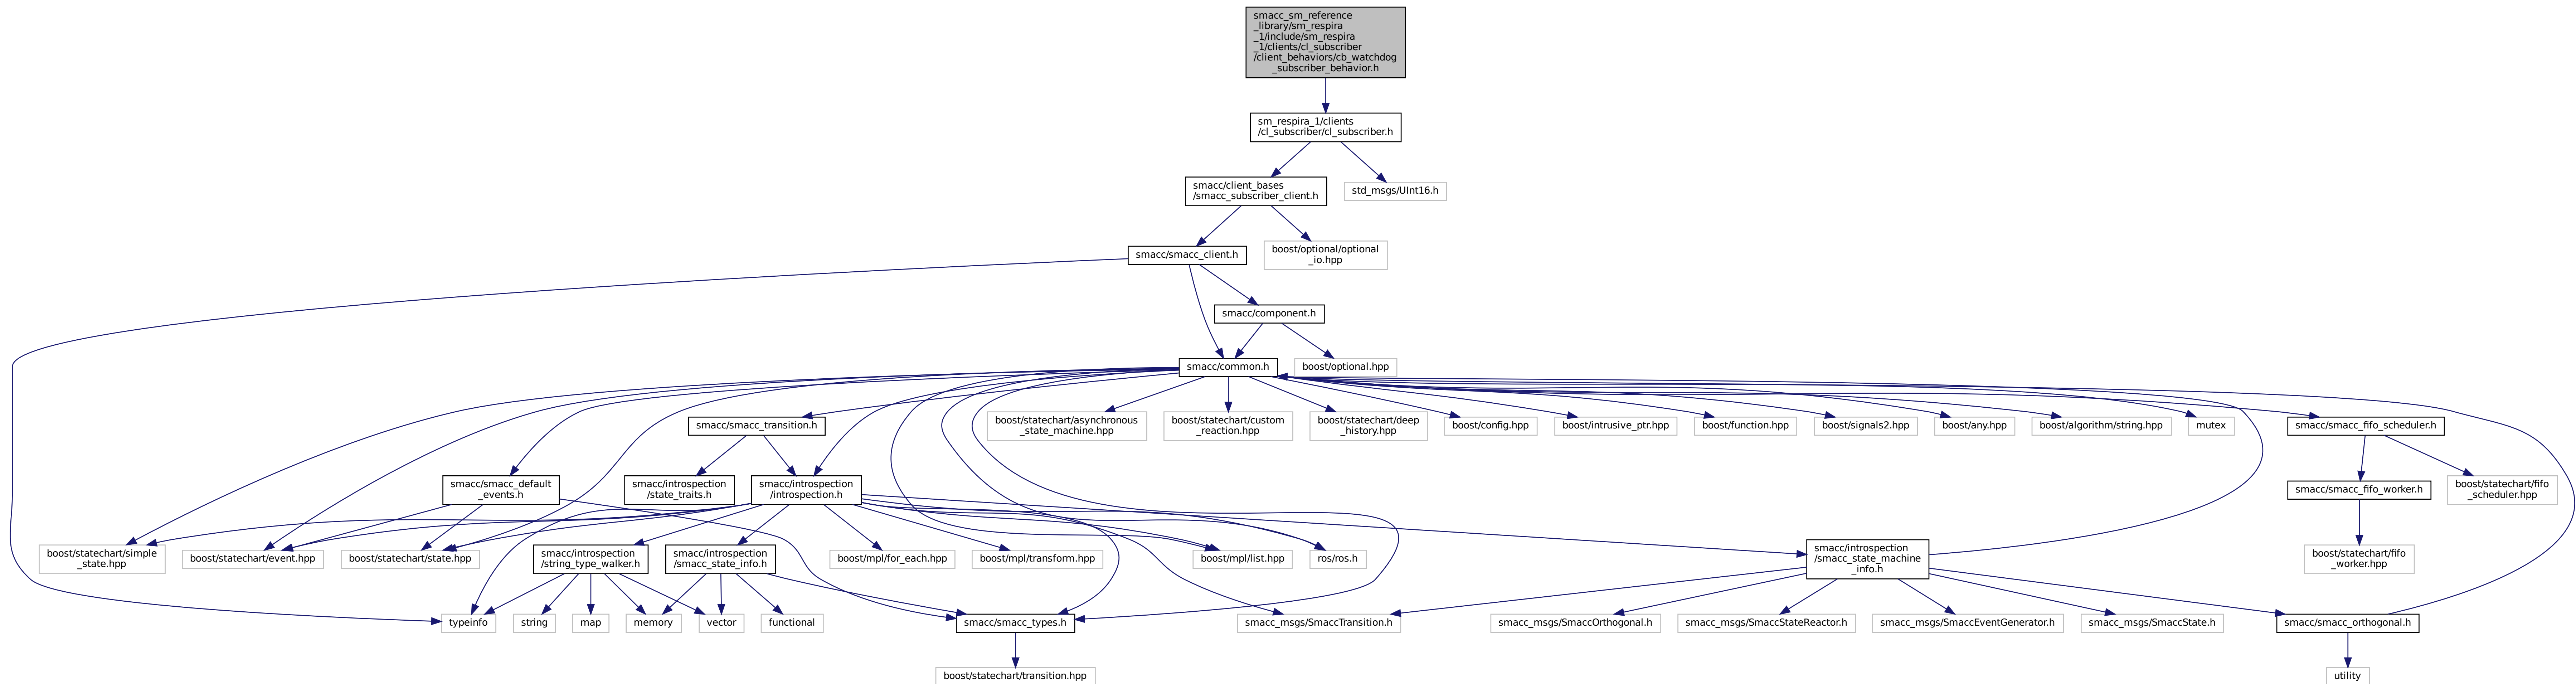 smacc_sm_reference
_library/sm_respira
_1/include/sm_respira
_1/clients/cl_subscriber
/client_behaviors/cb_watchdog
_subscriber_behavior.h
sm_respira_1/clients
/cl_subscriber/cl_subscriber.h
smacc/client_bases
/smacc_subscriber_client.h
std_msgs/UInt16.h
smacc/smacc_client.h
boost/optional/optional
_io.hpp
smacc/component.h
smacc/common.h
boost/optional.hpp
smacc/smacc_transition.h
boost/statechart/asynchronous
_state_machine.hpp
boost/statechart/custom
_reaction.hpp
boost/statechart/deep
_history.hpp
boost/config.hpp
boost/intrusive_ptr.hpp
boost/function.hpp
boost/signals2.hpp
boost/any.hpp
boost/algorithm/string.hpp
mutex
smacc/smacc_fifo_scheduler.h
smacc/smacc_default
_events.h
smacc/introspection
/state_traits.h
smacc/introspection
/introspection.h
smacc/smacc_fifo_worker.h
boost/statechart/fifo
_scheduler.hpp
boost/statechart/simple
_state.hpp
boost/statechart/event.hpp
boost/statechart/state.hpp
smacc/introspection
/string_type_walker.h
smacc/introspection
/smacc_state_info.h
boost/mpl/for_each.hpp
boost/mpl/transform.hpp
boost/mpl/list.hpp
ros/ros.h
smacc/introspection
/smacc_state_machine
_info.h
boost/statechart/fifo
_worker.hpp
typeinfo
string
map
memory
vector
functional
smacc/smacc_types.h
smacc_msgs/SmaccTransition.h
smacc_msgs/SmaccOrthogonal.h
smacc_msgs/SmaccStateReactor.h
smacc_msgs/SmaccEventGenerator.h
smacc_msgs/SmaccState.h
smacc/smacc_orthogonal.h
boost/statechart/transition.hpp
utility